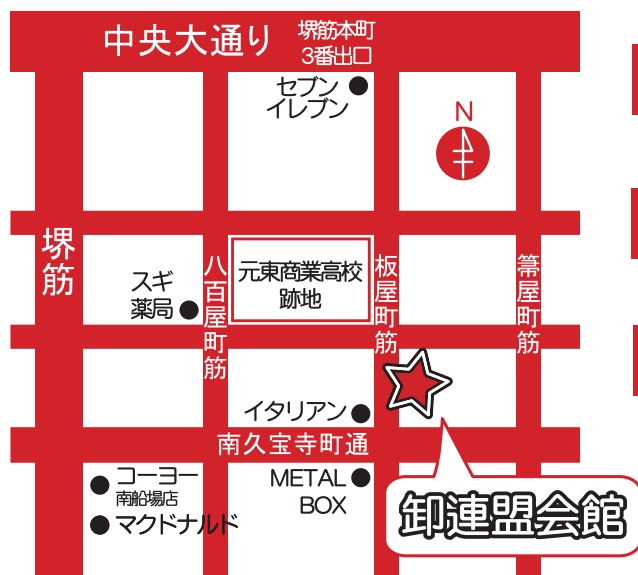 中央大通り
堺筋本町
3番出口
セブン
イレブン
N
堺筋
八百屋町筋
元東商業高校
跡地
板屋町筋
箒屋町筋
スギ
薬局
イタリアン
南久宝寺町通
コーヨー
南船場店
マクドナルド
METAL
BOX
卸連盟会館